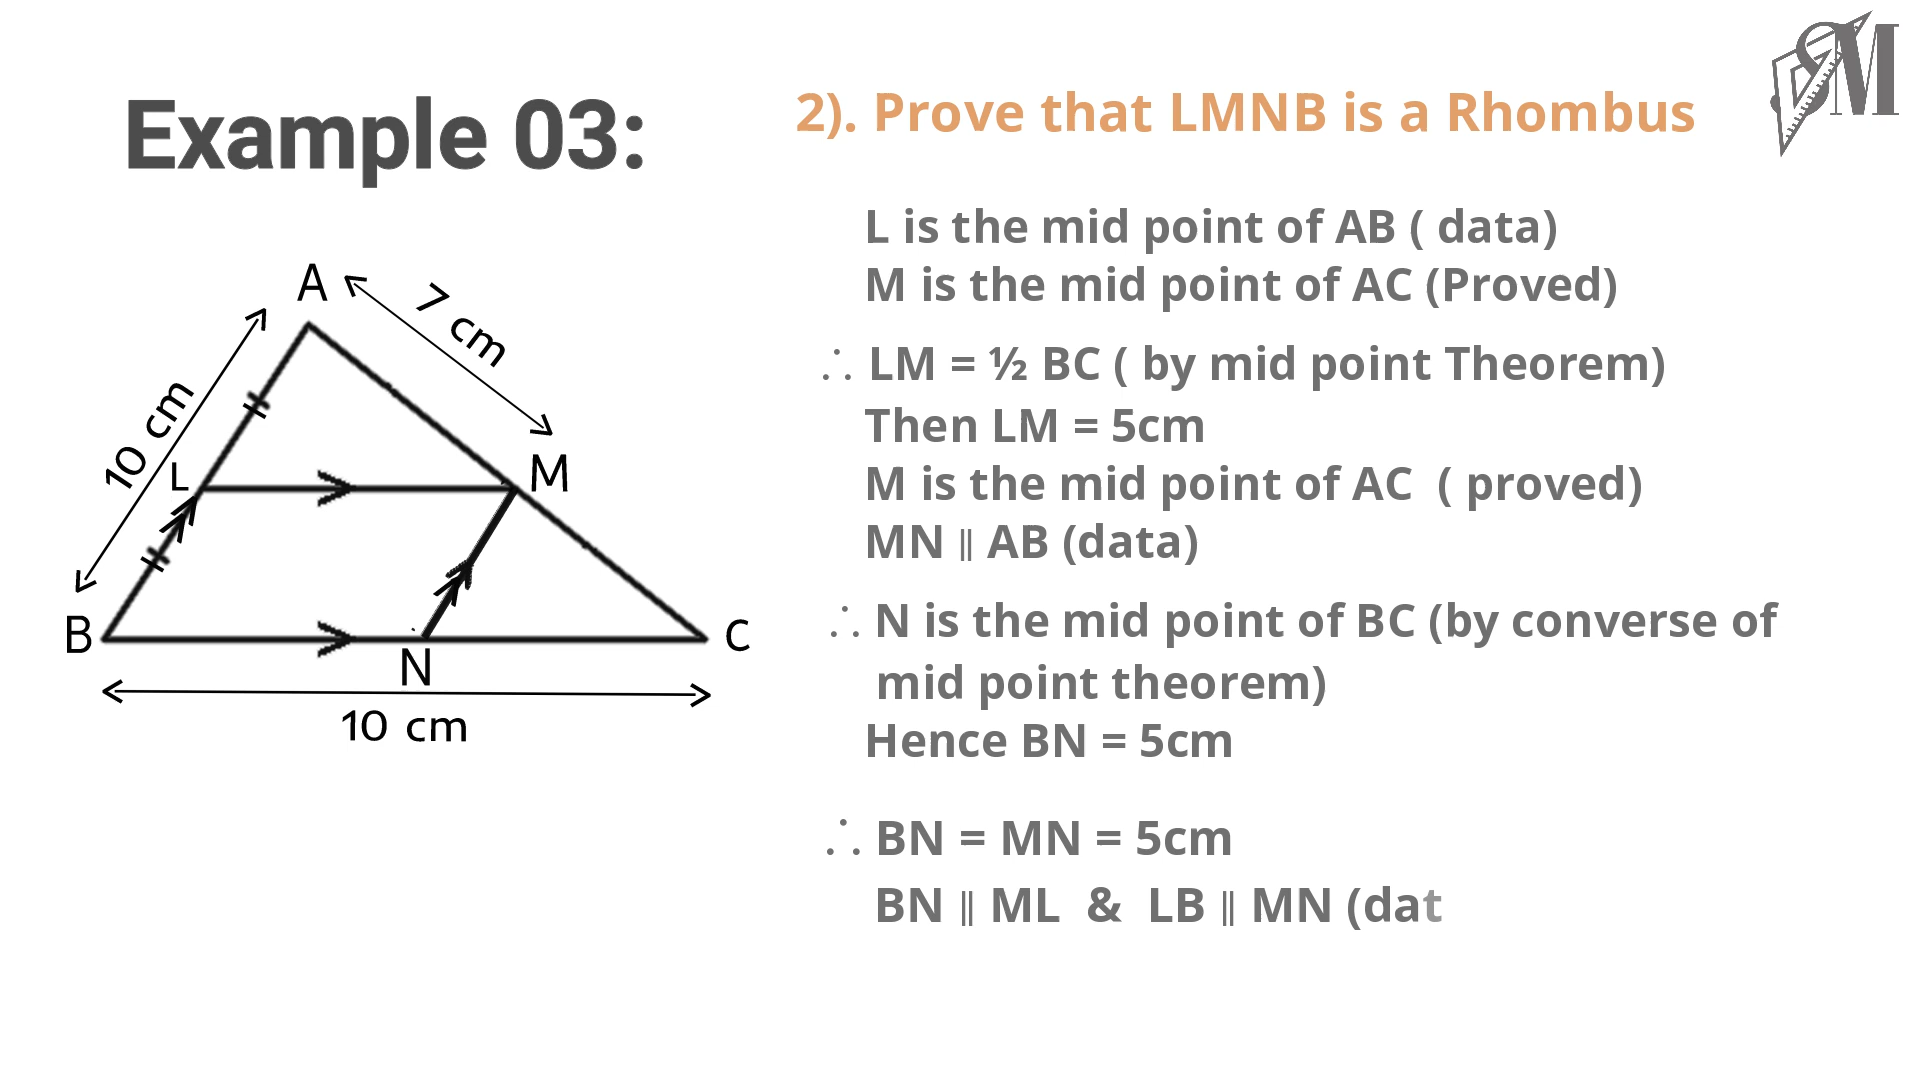 Example 03:
2). Prove that LMNB is a Rhombus
SM
L is the mid point of AB ( data)
M is the mid point of AC (Proved)
∴ LM = ½ BC ( by mid point Theorem)
Then LM = 5cm
M is the mid point of AC ( proved)
MN ∥ AB (data)
∴ N is the mid point of BC (by converse of
mid point theorem)
Hence BN = 5cm
∴ BN = MN = 5cm
BN ∥ ML & LB ∥ MN (dat
A
7 cm
10 cm
L
M
B
N
C
10 cm